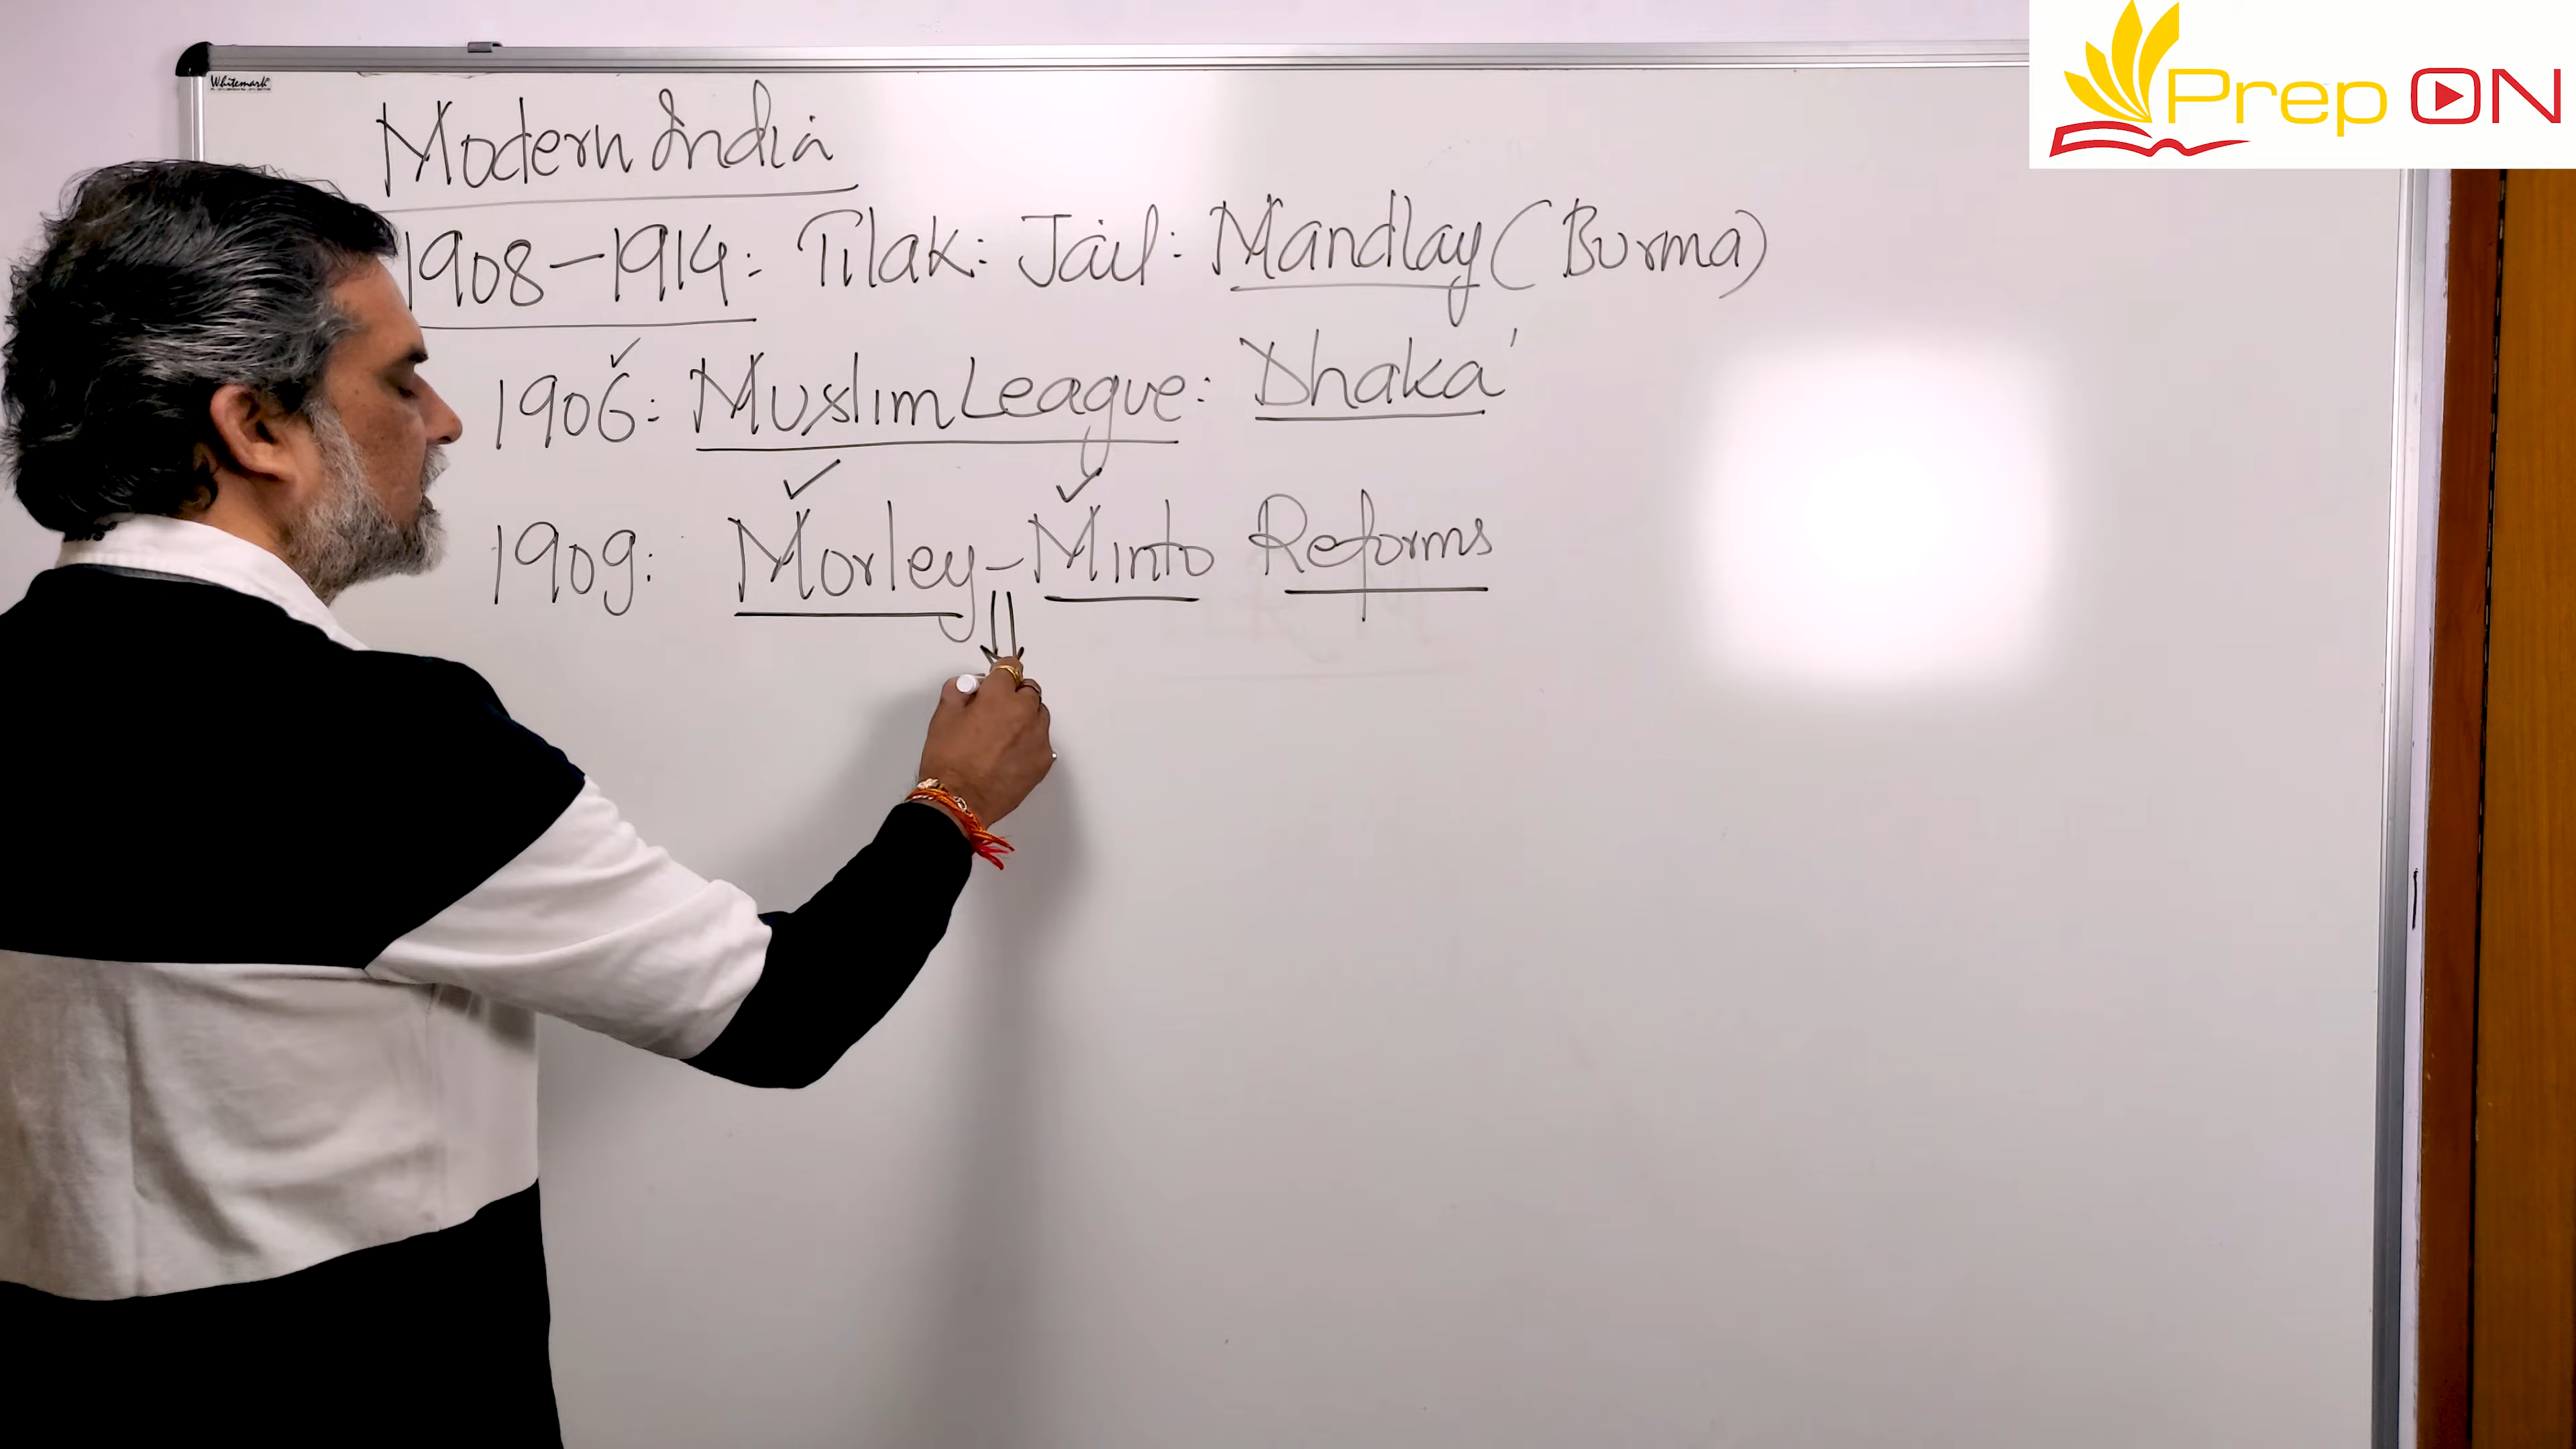 Prep ON
Whitemark
Modern India
1908-1914: Tilak: Jail: Mandlay (Burma)
1906: Muslim League: Dhaka'
1909: Morley-Minto Reforms